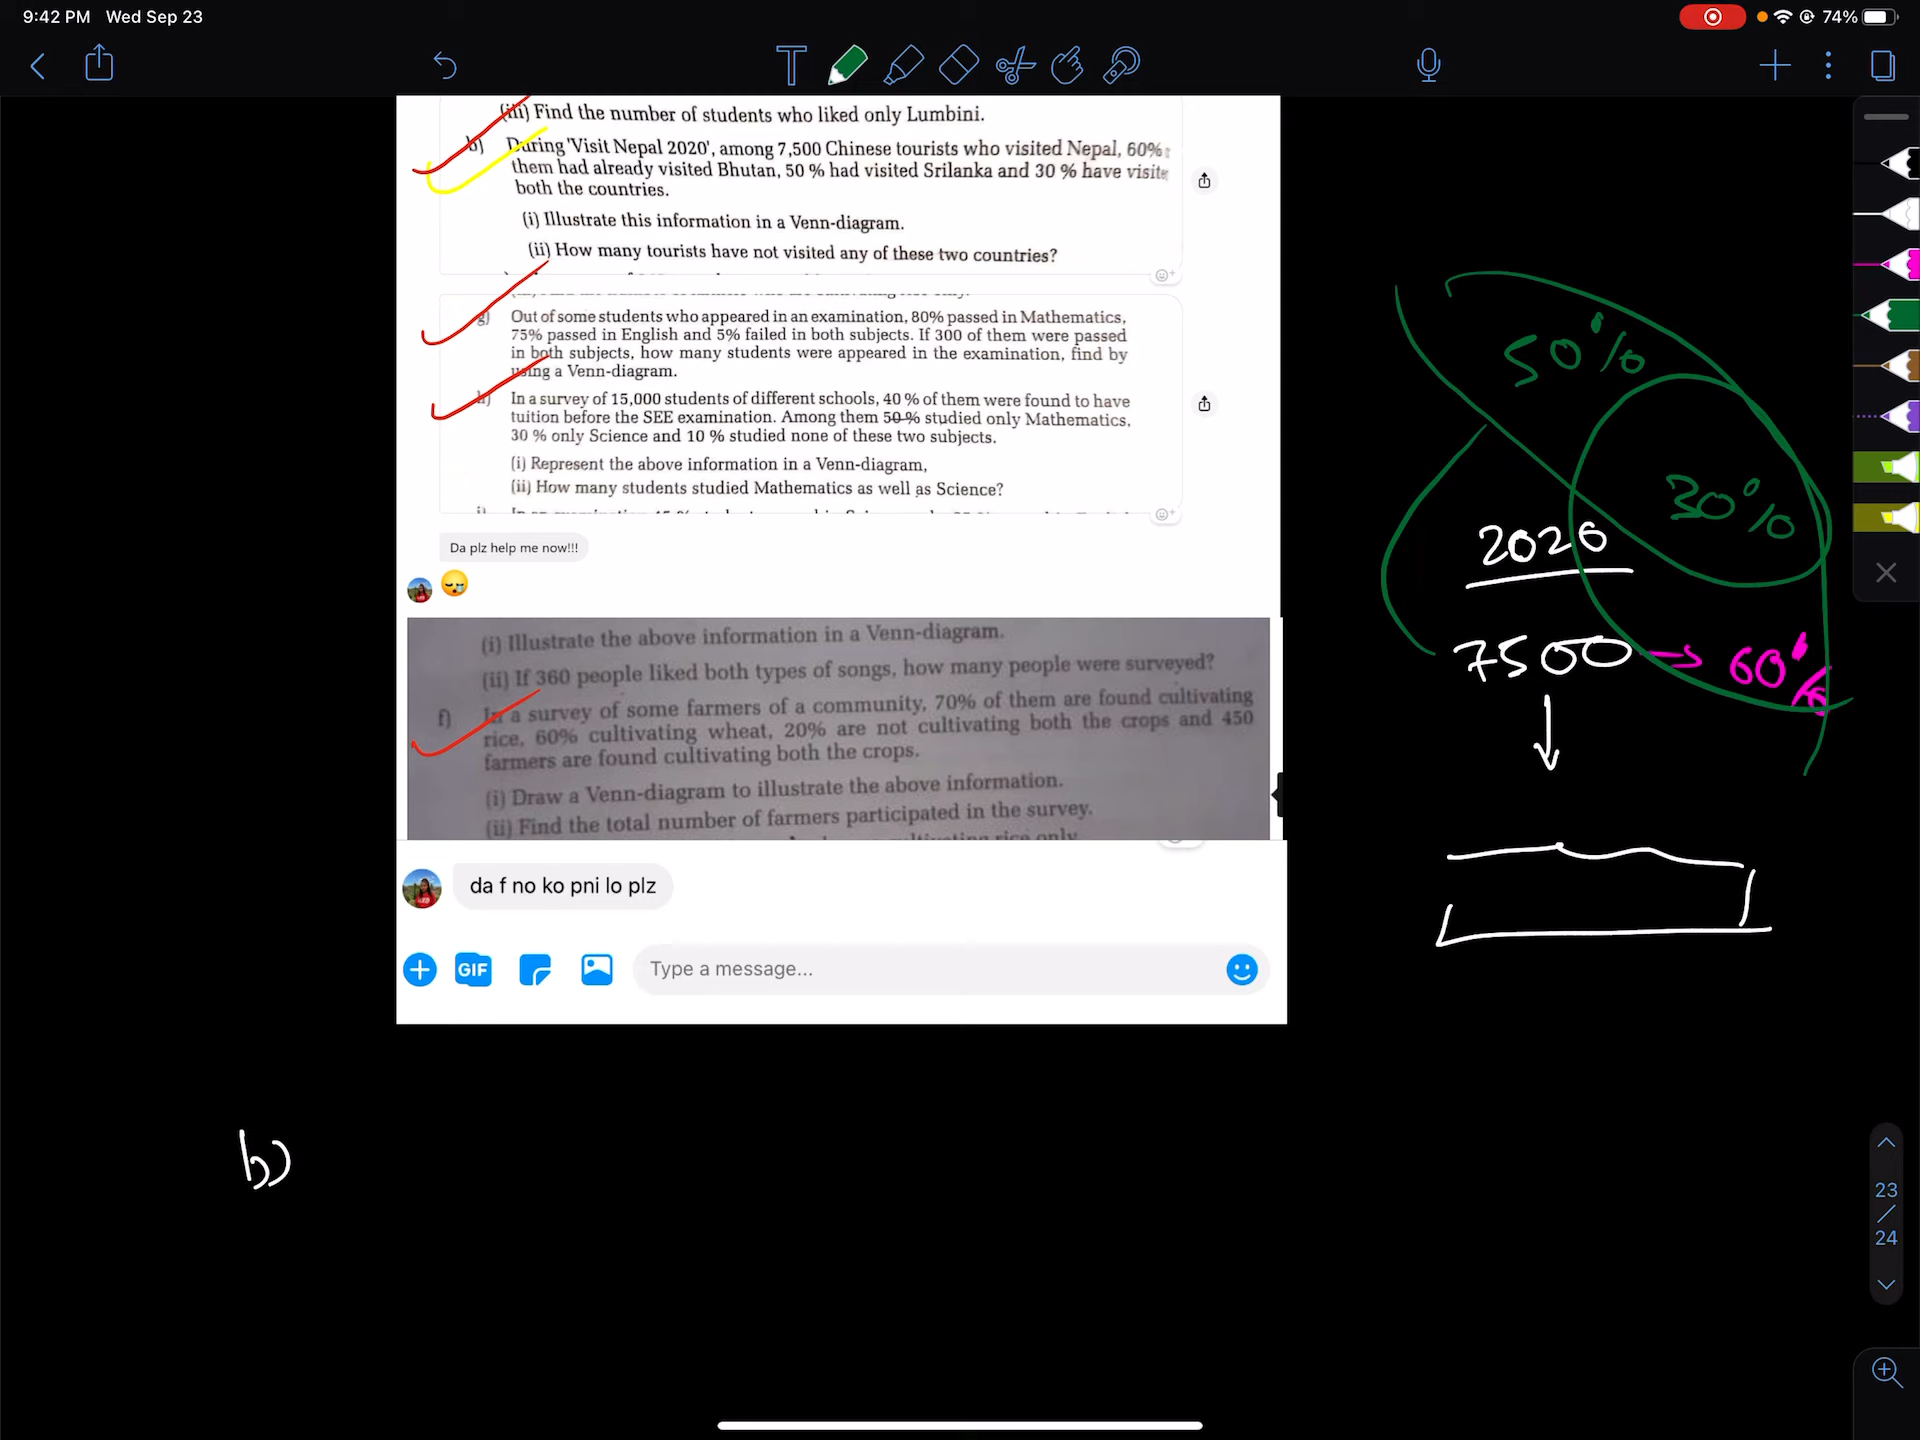 9:42 PM Wed Sep 23
74%
(iii) Find the number of students who liked only Lumbini.
b) During 'Visit Nepal 2020', among 7,500 Chinese tourists who visited Nepal, 60%
them had already visited Bhutan, 50 % had visited Srilanka and 30 % have visite
both the countries.
(i) Illustrate this information in a Venn-diagram.
(ii) How many tourists have not visited any of these two countries?
g) Out of some students who appeared in an examination, 80% passed in Mathematics,
75% passed in English and 5% failed in both subjects. If 300 of them were passed
in both subjects, how many students were appeared in the examination, find by
using a Venn-diagram.
h) In a survey of 15,000 students of different schools, 40 % of them were found to have
tuition before the SEE examination. Among them 50 % studied only Mathematics,
30 % only Science and 10 % studied none of these two subjects.
(i) Represent the above information in a Venn-diagram,
(ii) How many students studied Mathematics as well as Science?
Da plz help me now!!!
(i) Illustrate the above information in a Venn-diagram.
(ii) If 360 people liked both types of songs, how many people were surveyed?
f) In a survey of some farmers of a community, 70% of them are found cultivating
rice, 60% cultivating wheat, 20% are not cultivating both the crops and 450
farmers are found cultivating both the crops.
(i) Draw a Venn-diagram to illustrate the above information.
(ii) Find the total number of farmers participated in the survey.
rice only
da f no ko pni lo plz
GIF
Type a message...
50%
30%
2020
7500 → 60%
b)
23
/
24